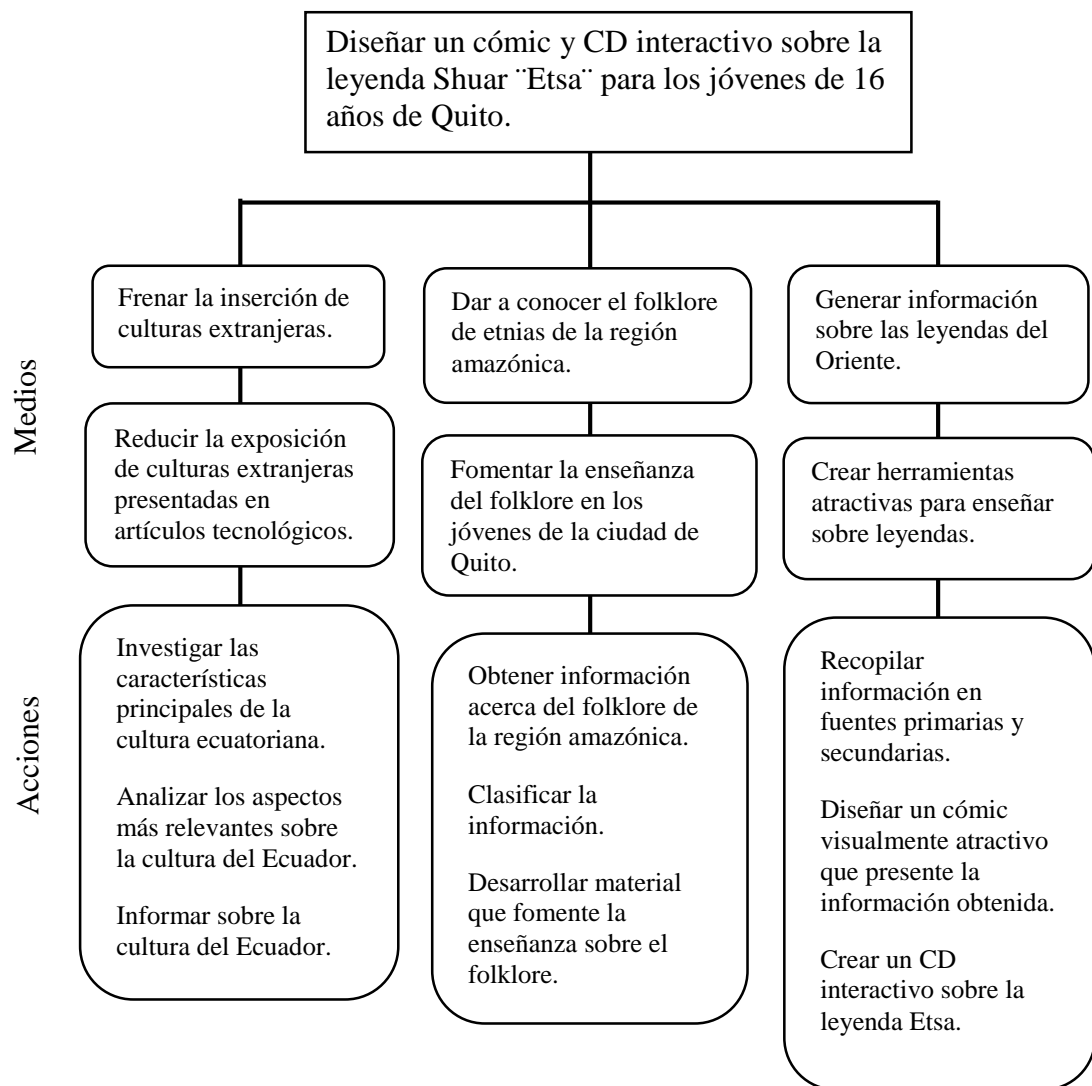 Diseñar un cómic y CD interactivo sobre la
leyenda Shuar ¨Etsa¨ para los jóvenes de 16
años de Quito.
Medios
Frenar la inserción de
culturas extranjeras.
Dar a conocer el folklore
de etnias de la región
amazónica.
Generar información
sobre las leyendas del
Oriente.
Reducir la exposición
de culturas extranjeras
presentadas en
artículos tecnológicos.
Fomentar la enseñanza
del folklore en los
jóvenes de la ciudad de
Quito.
Crear herramientas
atractivas para enseñar
sobre leyendas.
Acciones
Investigar las
características
principales de la
cultura ecuatoriana.
Analizar los aspectos
más relevantes sobre
la cultura del Ecuador.
Informar sobre la
cultura del Ecuador.
Obtener información
acerca del folklore de
la región amazónica.
Clasificar la
información.
Desarrollar material
que fomente la
enseñanza sobre el
folklore.
Recopilar
información en
fuentes primarias y
secundarias.
Diseñar un cómic
visualmente atractivo
que presente la
información obtenida.
Crear un CD
interactivo sobre la
leyenda Etsa.